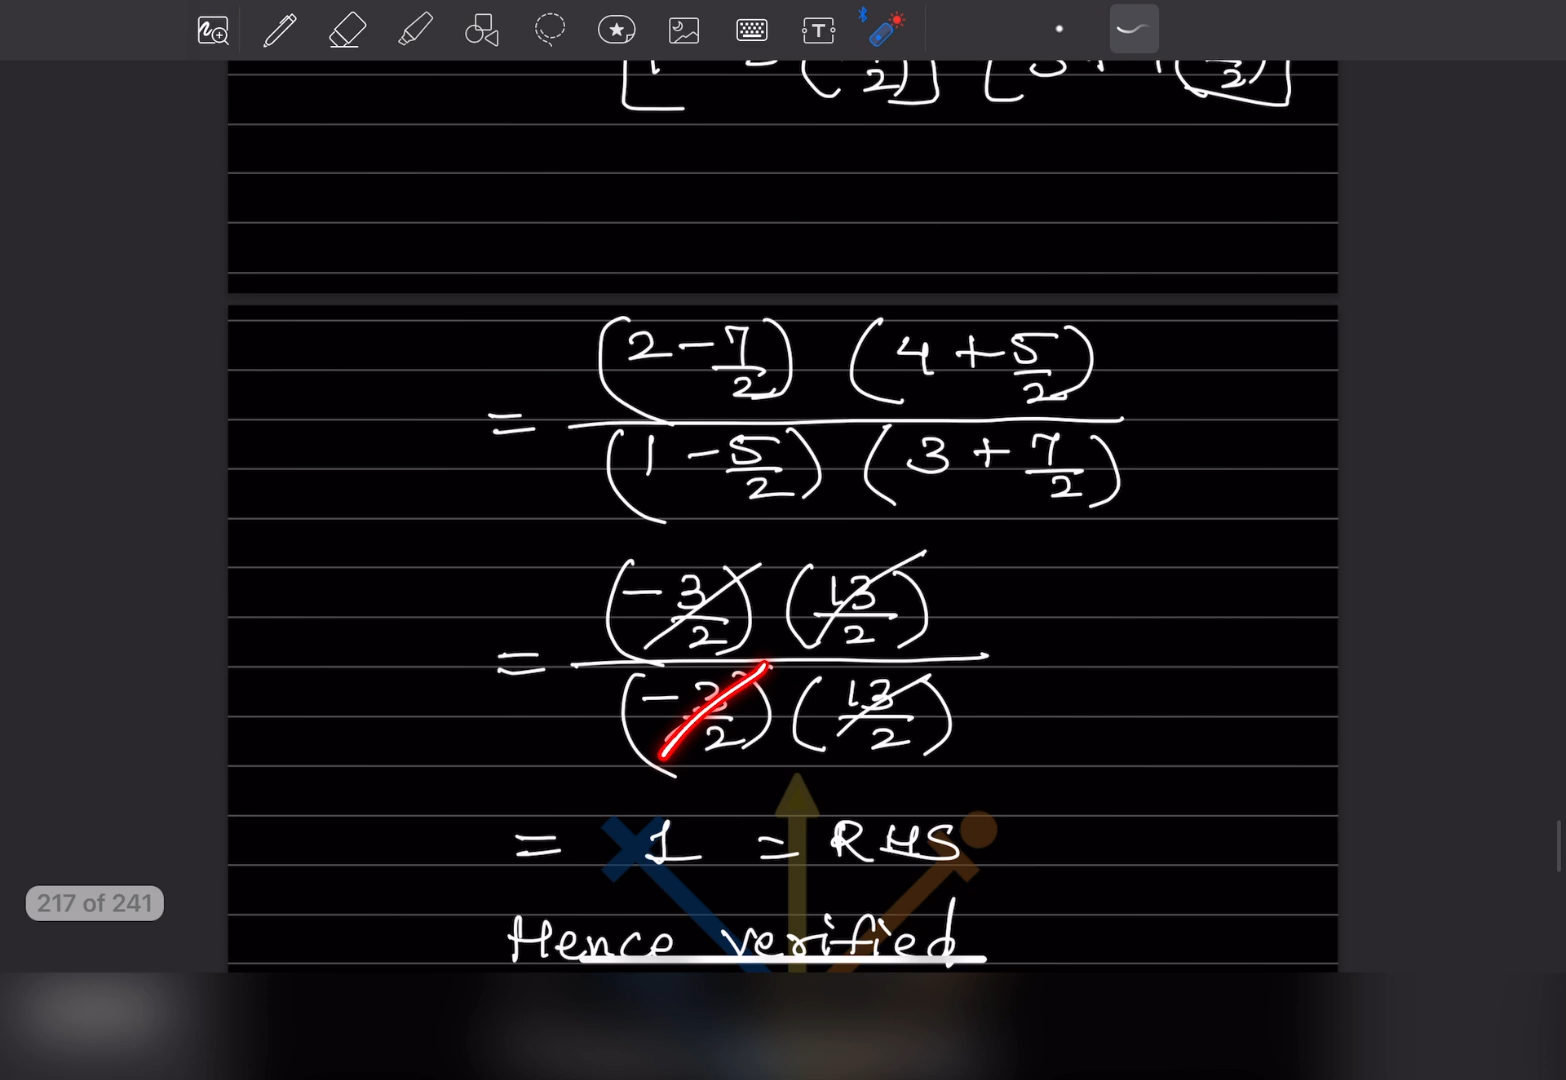 = (2 - 7/2) (4 + 5/2)
(1 - 5/2) (3 + 7/2)
= (-3/2) (13/2)
(-3/2) (13/2)
= 1 = RHS
217 of 241
Hence verified